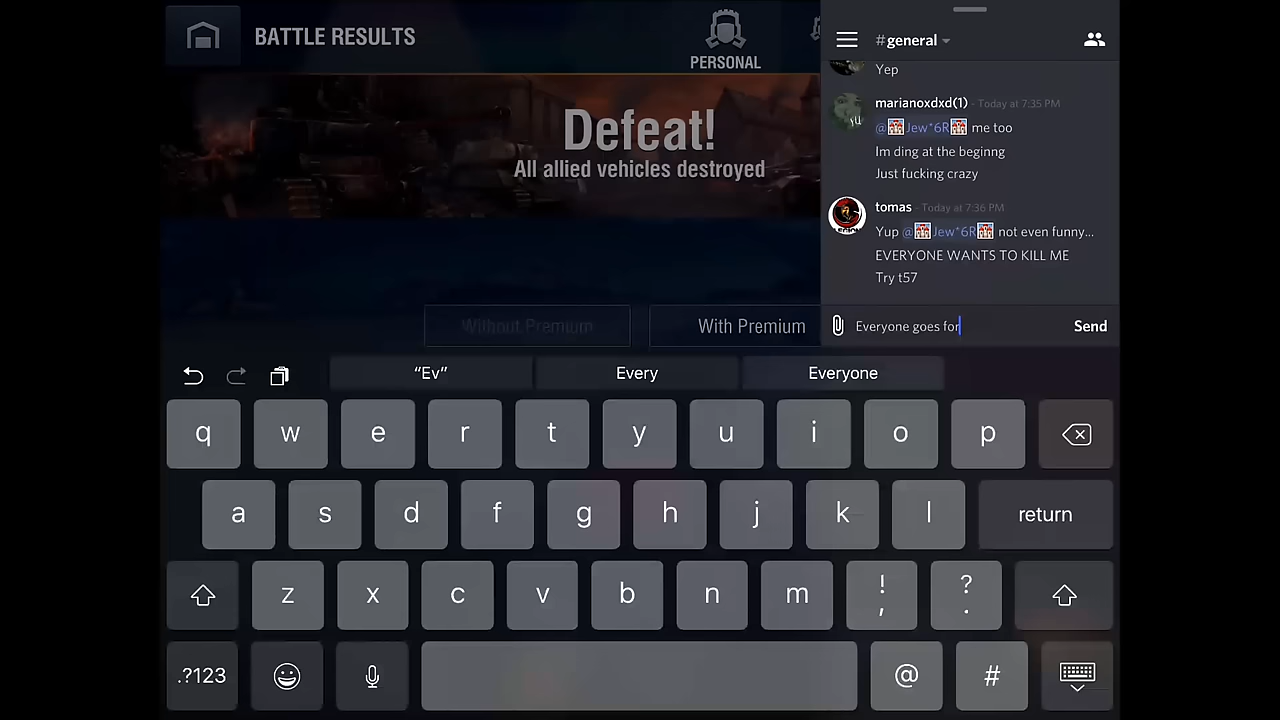 BATTLE RESULTS
PERSONAL
Defeat!
All allied vehicles destroyed
Without Premium
With Premium
#general
Yep
marianoxdxd(1) - Today at 7:35 PM
@Jew*6R me too
Im ding at the beginng
Just fucking crazy
tomas - Today at 7:36 PM
Yup @Jew*6R not even funny...
EVERYONE WANTS TO KILL ME
Try t57
Everyone goes for
Send
“Ev” Every Everyone
q w e r t y u i o p
a s d f g h j k l return
z x c v b n m ! , ? .
.?123 @ #